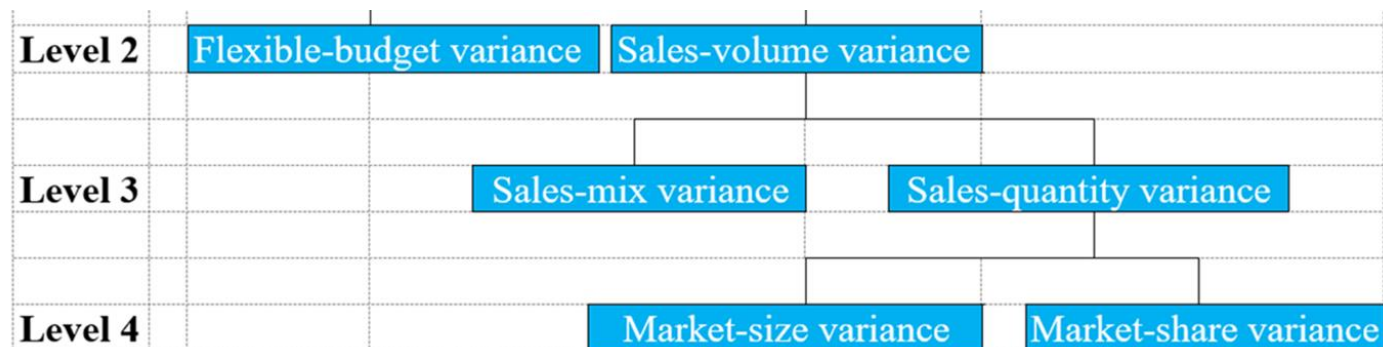 Level 2 Flexible-budget variance Sales-volume variance
Level 3 Sales-mix variance Sales-quantity variance
Level 4 Market-size variance Market-share variance